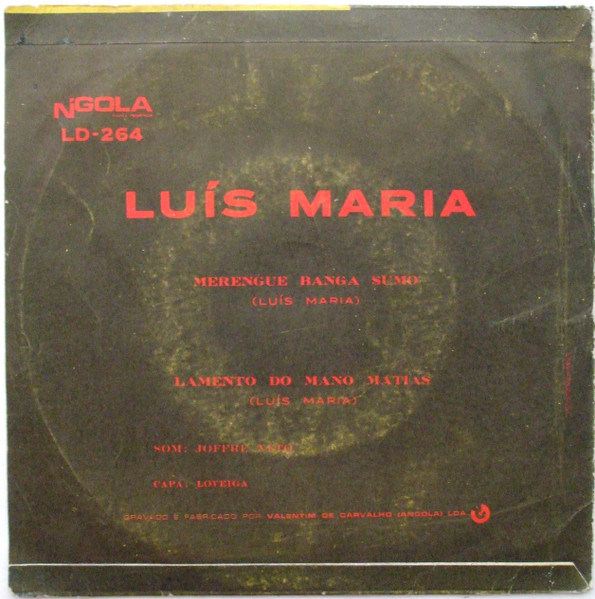 NGOLA
LD-264
LUÍS MARIA
MERENGUE BANGA SUMO
(LUÍS MARIA)
LAMENTO DO MANO MATIAS
(LUÍS MARIA)
SOM: JOFFRE
CAPA: LOVEIGA
GRAVADO E FABRICADO POR VALENTIM DE CARVALHO (ANGOLA) LDA.